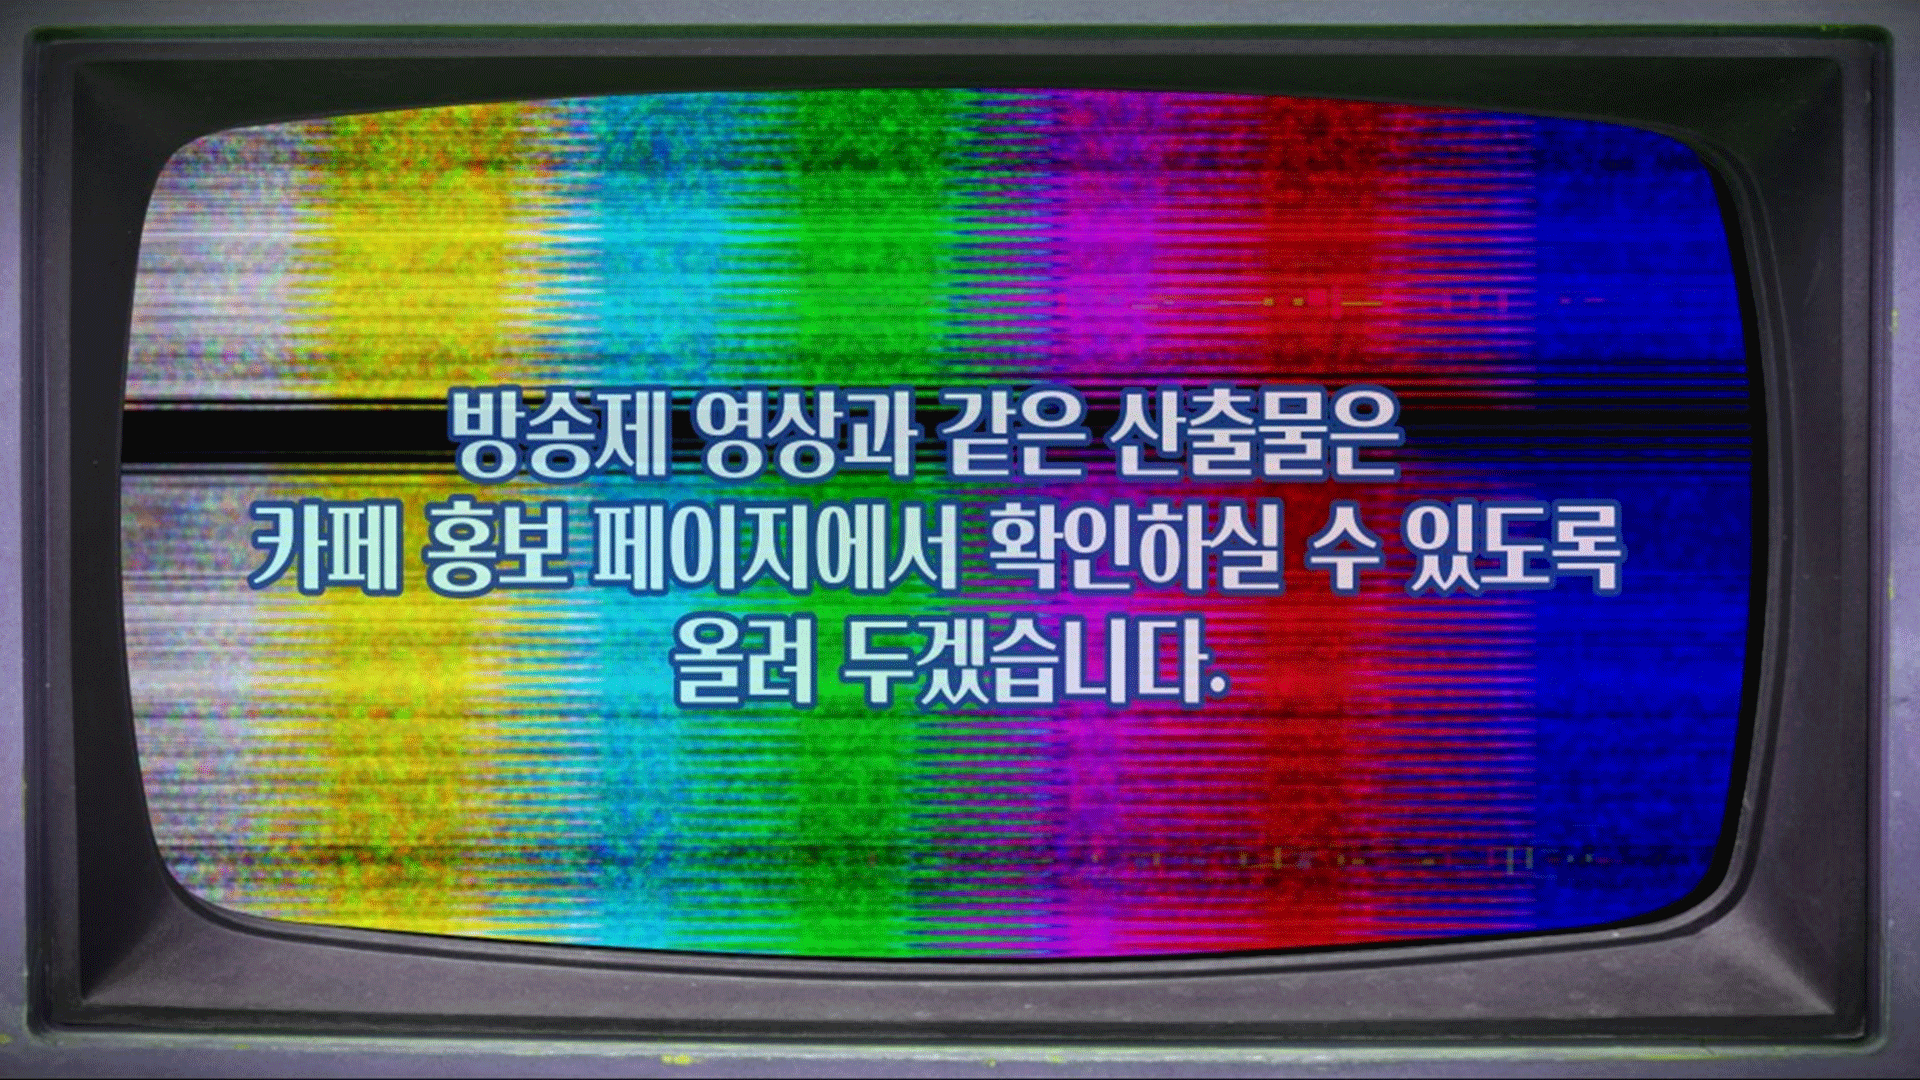 방송제 영상과 같은 산출물은
카페 홍보 페이지에서 확인하실 수 있도록
올려 두겠습니다.